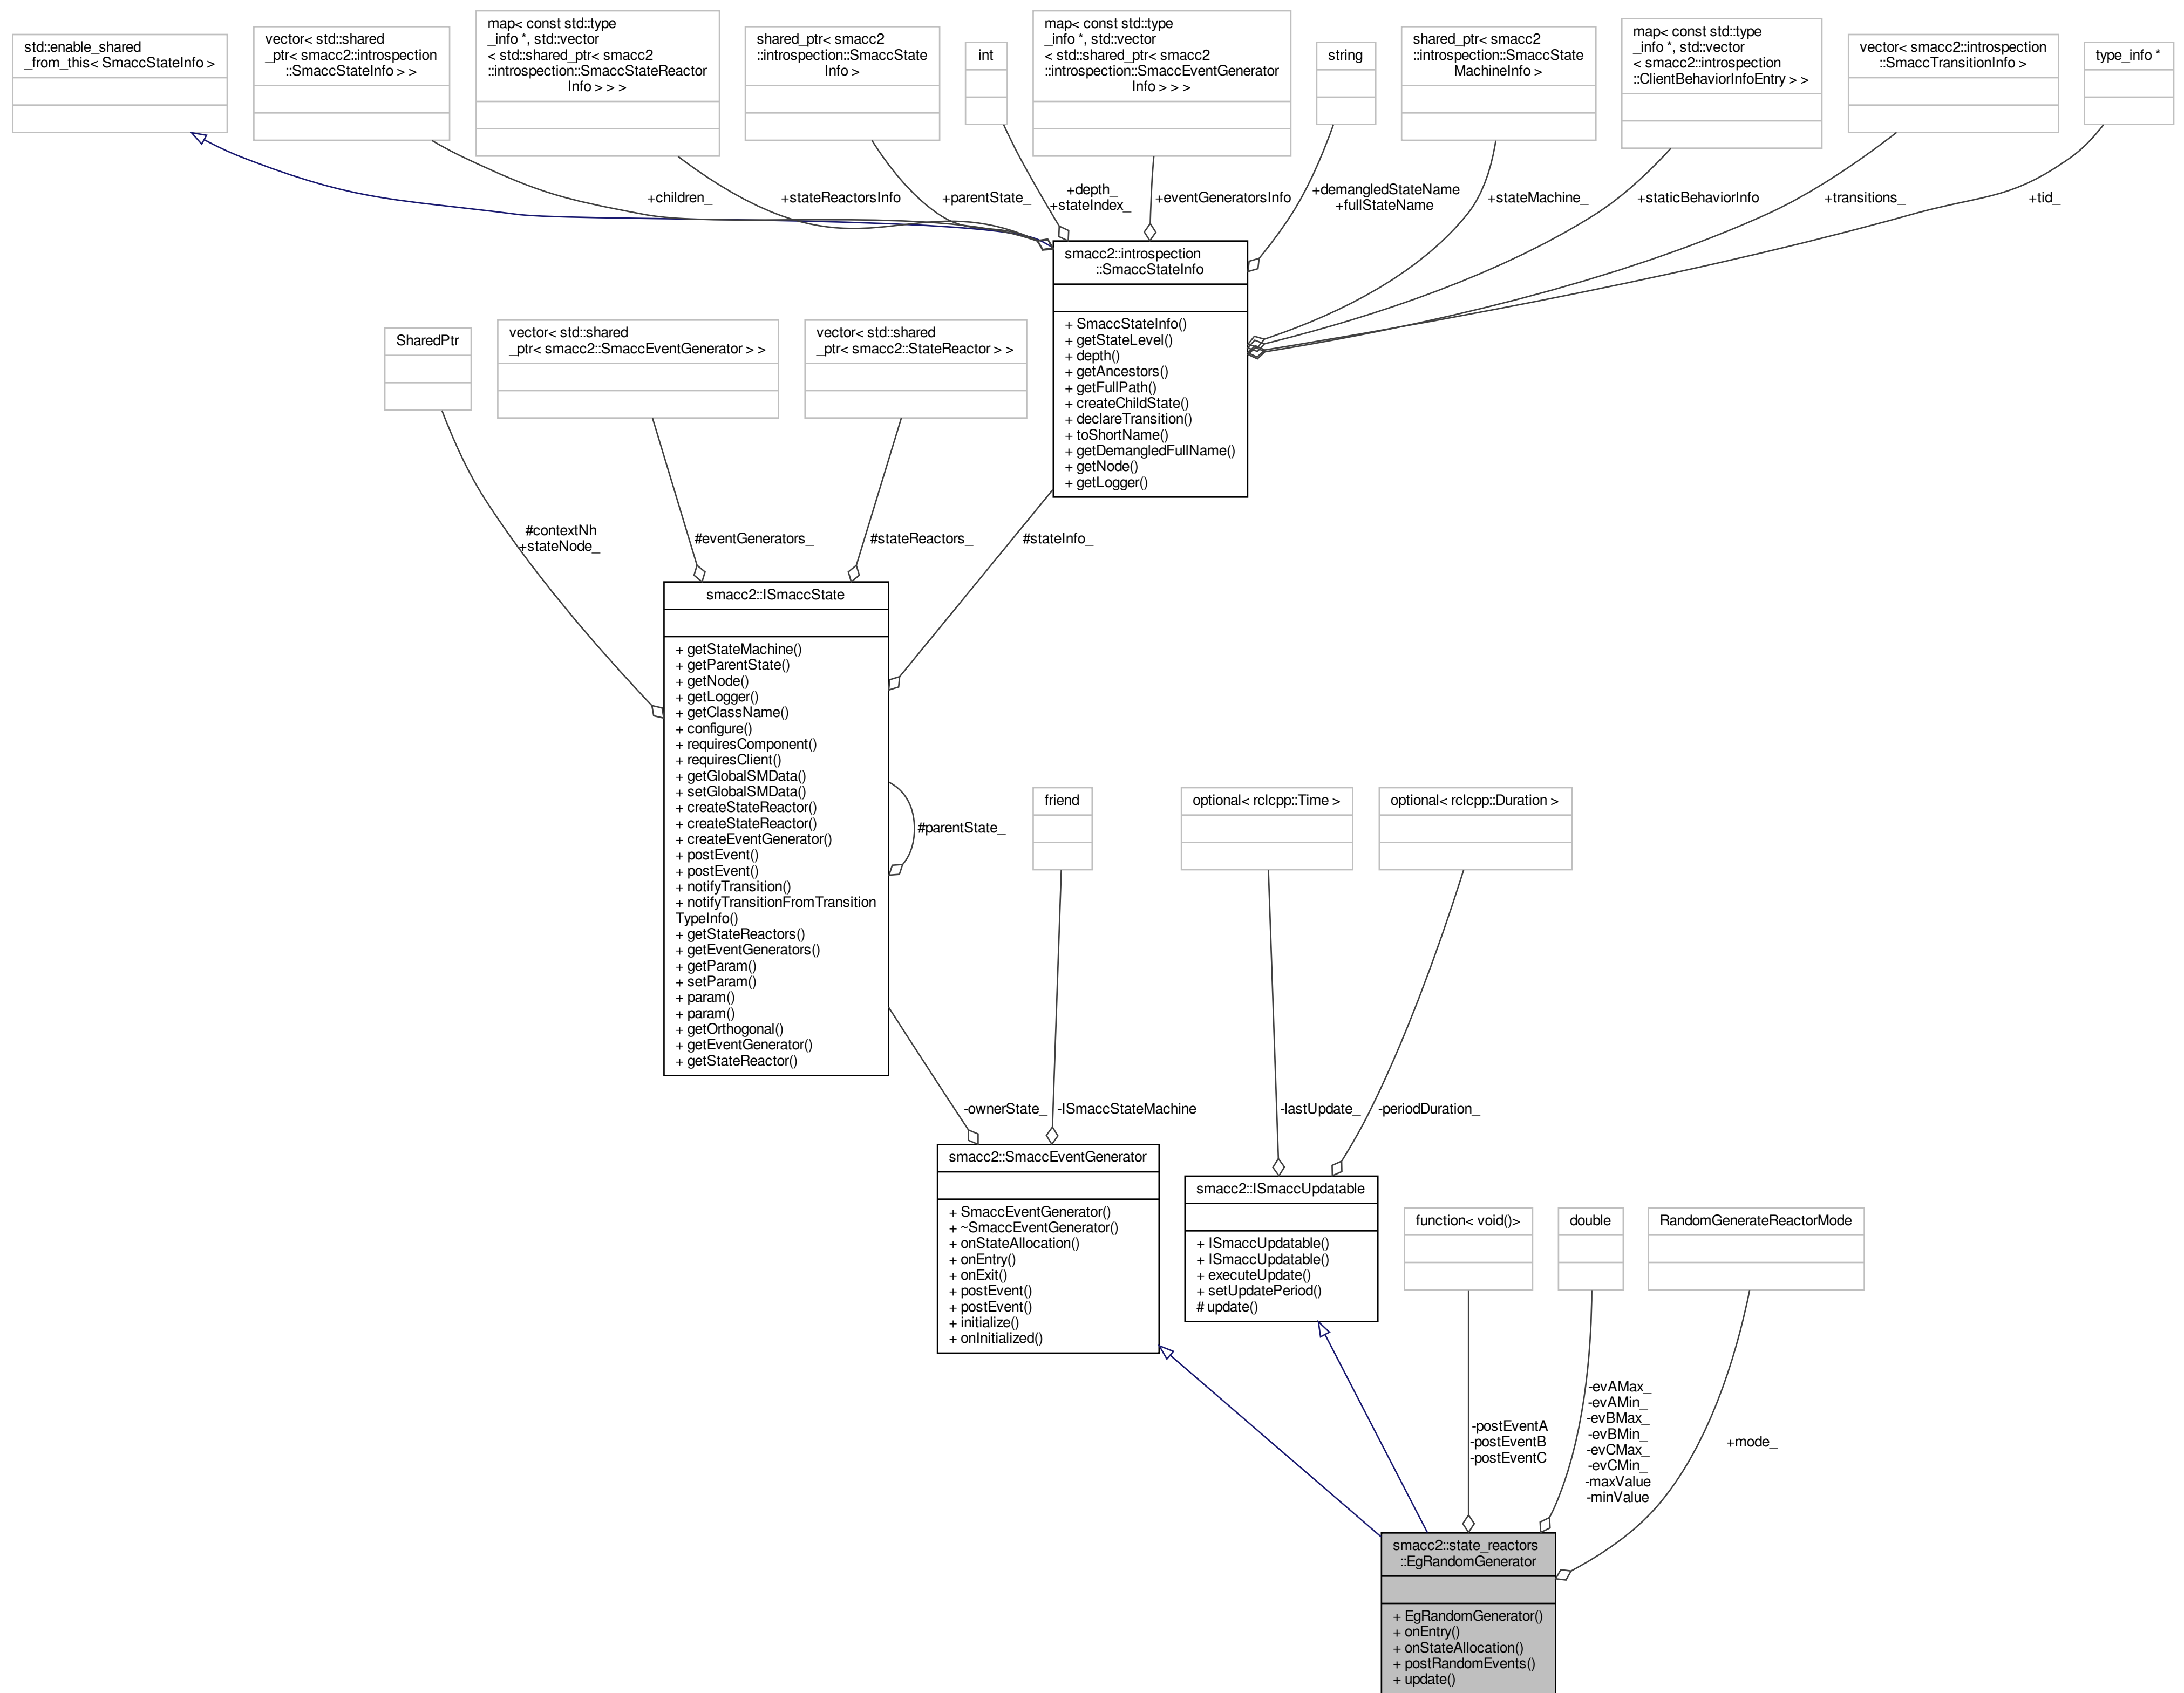 std::enable_shared
_from_this< SmaccStateInfo >
vector< std::shared
_ptr< smacc2::introspection
::SmaccStateInfo > >
map< const std::type
_info *, std::vector
< std::shared_ptr< smacc2
::introspection::SmaccStateReactor
Info > > >
shared_ptr< smacc2
::introspection::SmaccState
Info >
int
map< const std::type
_info *, std::vector
< std::shared_ptr< smacc2
::introspection::SmaccEventGenerator
Info > > >
string
shared_ptr< smacc2
::introspection::SmaccState
MachineInfo >
map< const std::type
_info *, std::vector
< smacc2::introspection
::ClientBehaviorInfoEntry > >
vector< smacc2::introspection
::SmaccTransitionInfo >
type_info *
+children_
+stateReactorsInfo
+parentState_
+depth_
+stateIndex_
+eventGeneratorsInfo
+demangledStateName
+fullStateName
+stateMachine_
+staticBehaviorInfo
+transitions_
+tid_
smacc2::introspection
::SmaccStateInfo
+ SmaccStateInfo()
+ getStateLevel()
+ depth()
+ getAncestors()
+ getFullPath()
+ createChildState()
+ declareTransition()
+ toShortName()
+ getDemangledFullName()
+ getNode()
+ getLogger()
SharedPtr
vector< std::shared
_ptr< smacc2::SmaccEventGenerator > >
vector< std::shared
_ptr< smacc2::StateReactor > >
#contextNh
+stateNode_
#eventGenerators_
#stateReactors_
#stateInfo_
smacc2::ISmaccState
+ getStateMachine()
+ getParentState()
+ getNode()
+ getLogger()
+ getClassName()
+ configure()
+ requiresComponent()
+ requiresClient()
+ getGlobalSMData()
+ setGlobalSMData()
+ createStateReactor()
+ createStateReactor()
+ createEventGenerator()
+ postEvent()
+ postEvent()
+ notifyTransition()
+ notifyTransitionFromTransition
TypeInfo()
+ getStateReactors()
+ getEventGenerators()
+ getParam()
+ setParam()
+ param()
+ param()
+ getOrthogonal()
+ getEventGenerator()
+ getStateReactor()
#parentState_
friend
optional< rclcpp::Time >
optional< rclcpp::Duration >
-ownerState_
-ISmaccStateMachine
-lastUpdate_
-periodDuration_
smacc2::SmaccEventGenerator
+ SmaccEventGenerator()
+ ~SmaccEventGenerator()
+ onStateAllocation()
+ onEntry()
+ onExit()
+ postEvent()
+ postEvent()
+ initialize()
+ onInitialized()
smacc2::ISmaccUpdatable
+ ISmaccUpdatable()
+ ISmaccUpdatable()
+ executeUpdate()
+ setUpdatePeriod()
# update()
function< void()>
double
RandomGenerateReactorMode
-postEventA
-postEventB
-postEventC
-evAMax_
-evAMin_
-evBMax_
-evBMin_
-evCMax_
-evCMin_
-maxValue
-minValue
+mode_
smacc2::state_reactors
::EgRandomGenerator
+ EgRandomGenerator()
+ onEntry()
+ onStateAllocation()
+ postRandomEvents()
+ update()